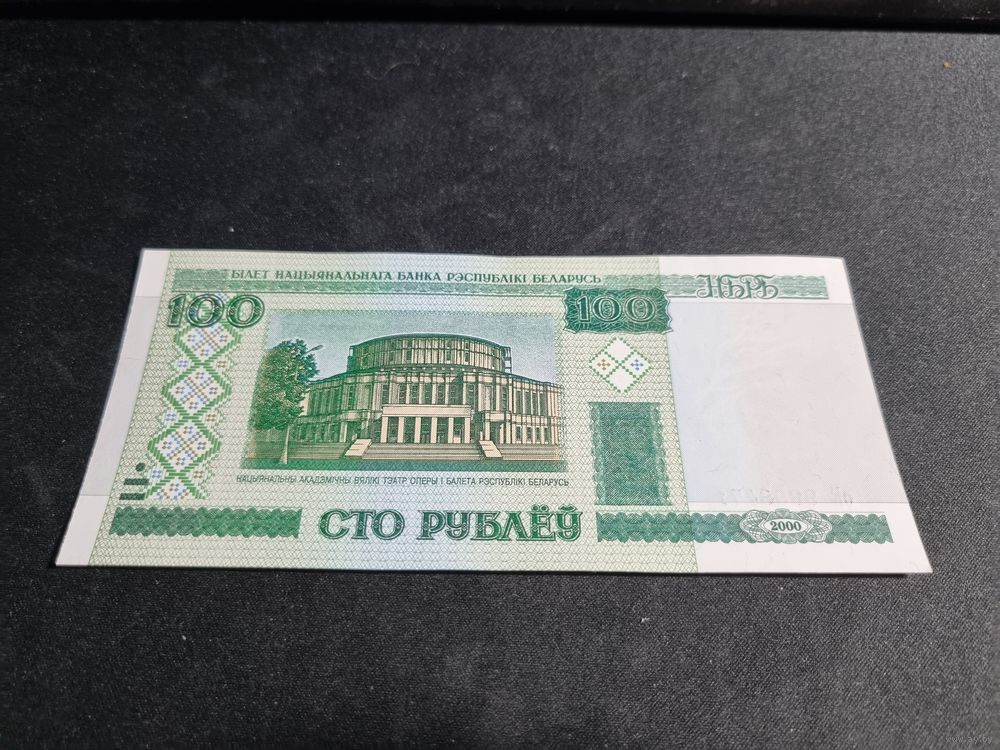 БІЛЕТ НАЦЫЯНАЛЬНАГА БАНКА РЭСПУБЛІКІ БЕЛАРУСЬ НБРБ
100 100
НАЦЫЯНАЛЬНЫ АКАДЭМІЧНЫ ВЯЛІКІ ТЭАТР ОПЕРЫ І БАЛЕТА РЭСПУБЛІКІ БЕЛАРУСЬ
СТО РУБЛЁЎ 2000